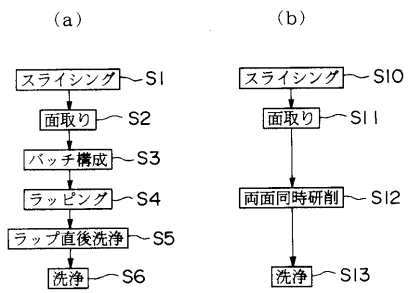 (a)
スライシング S1
面取り S2
バッチ構成 S3
ラッピング S4
ラップ直後洗浄 S5
洗浄 S6
(b)
スライシング S10
面取り S11
両面同時研削 S12
洗浄 S13